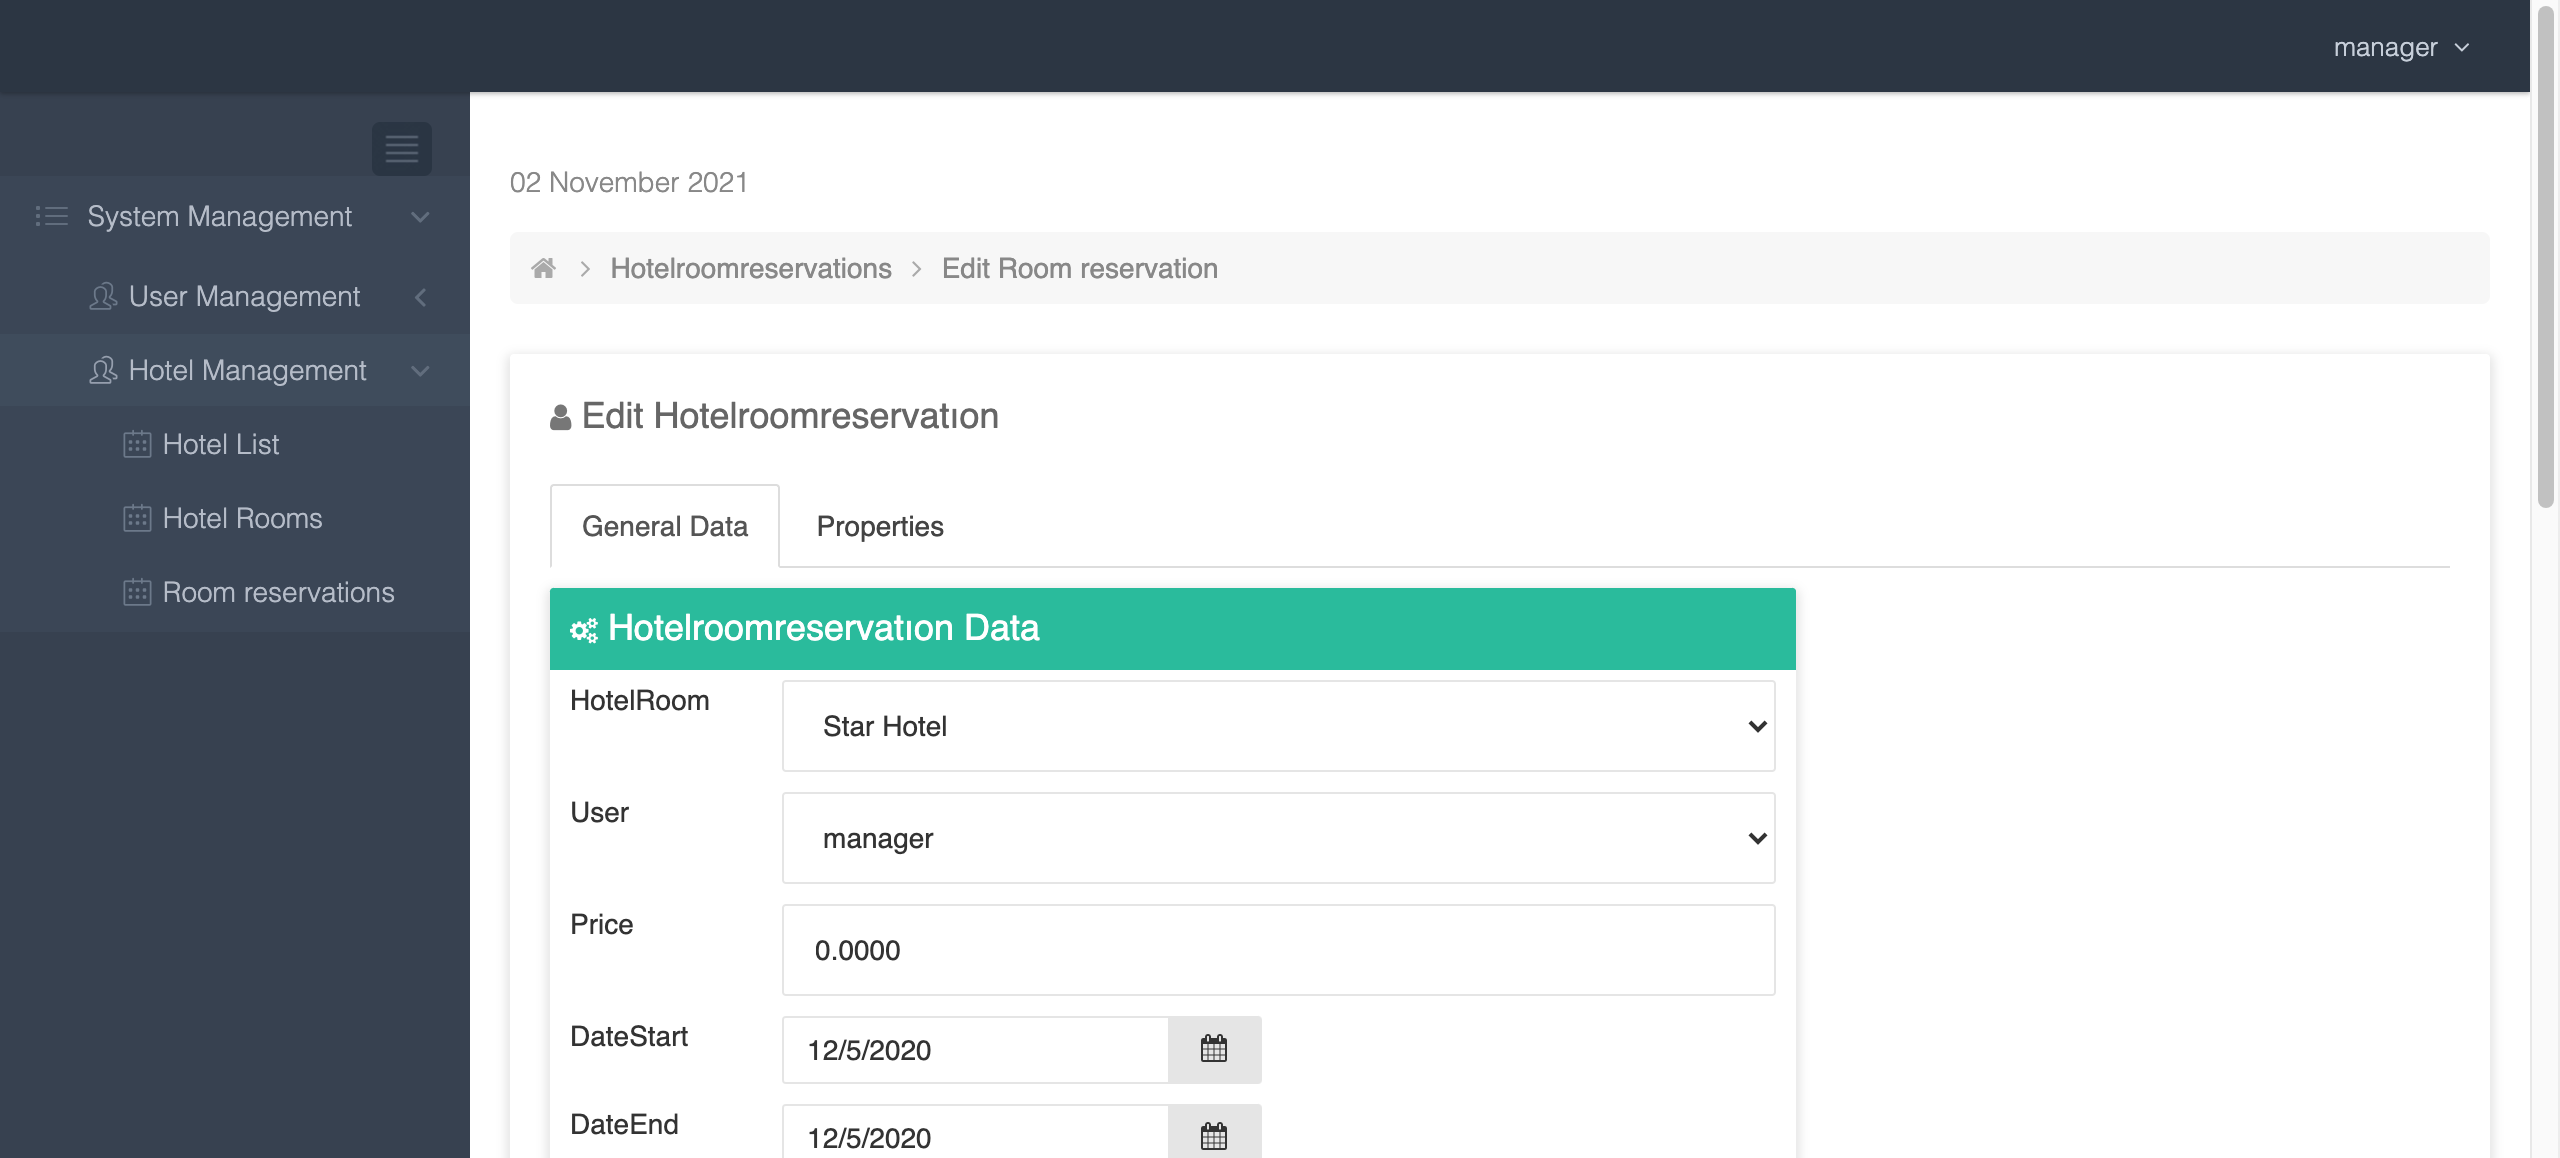 manager
System Management
User Management
Hotel Management
Hotel List
Hotel Rooms
Room reservations
02 November 2021
Hotelroomreservations
Edit Room reservation
Edit Hotelroomreservatıon
General Data
Properties
Hotelroomreservatıon Data
HotelRoom
Star Hotel
User
manager
Price
0.0000
DateStart
12/5/2020
DateEnd
12/5/2020